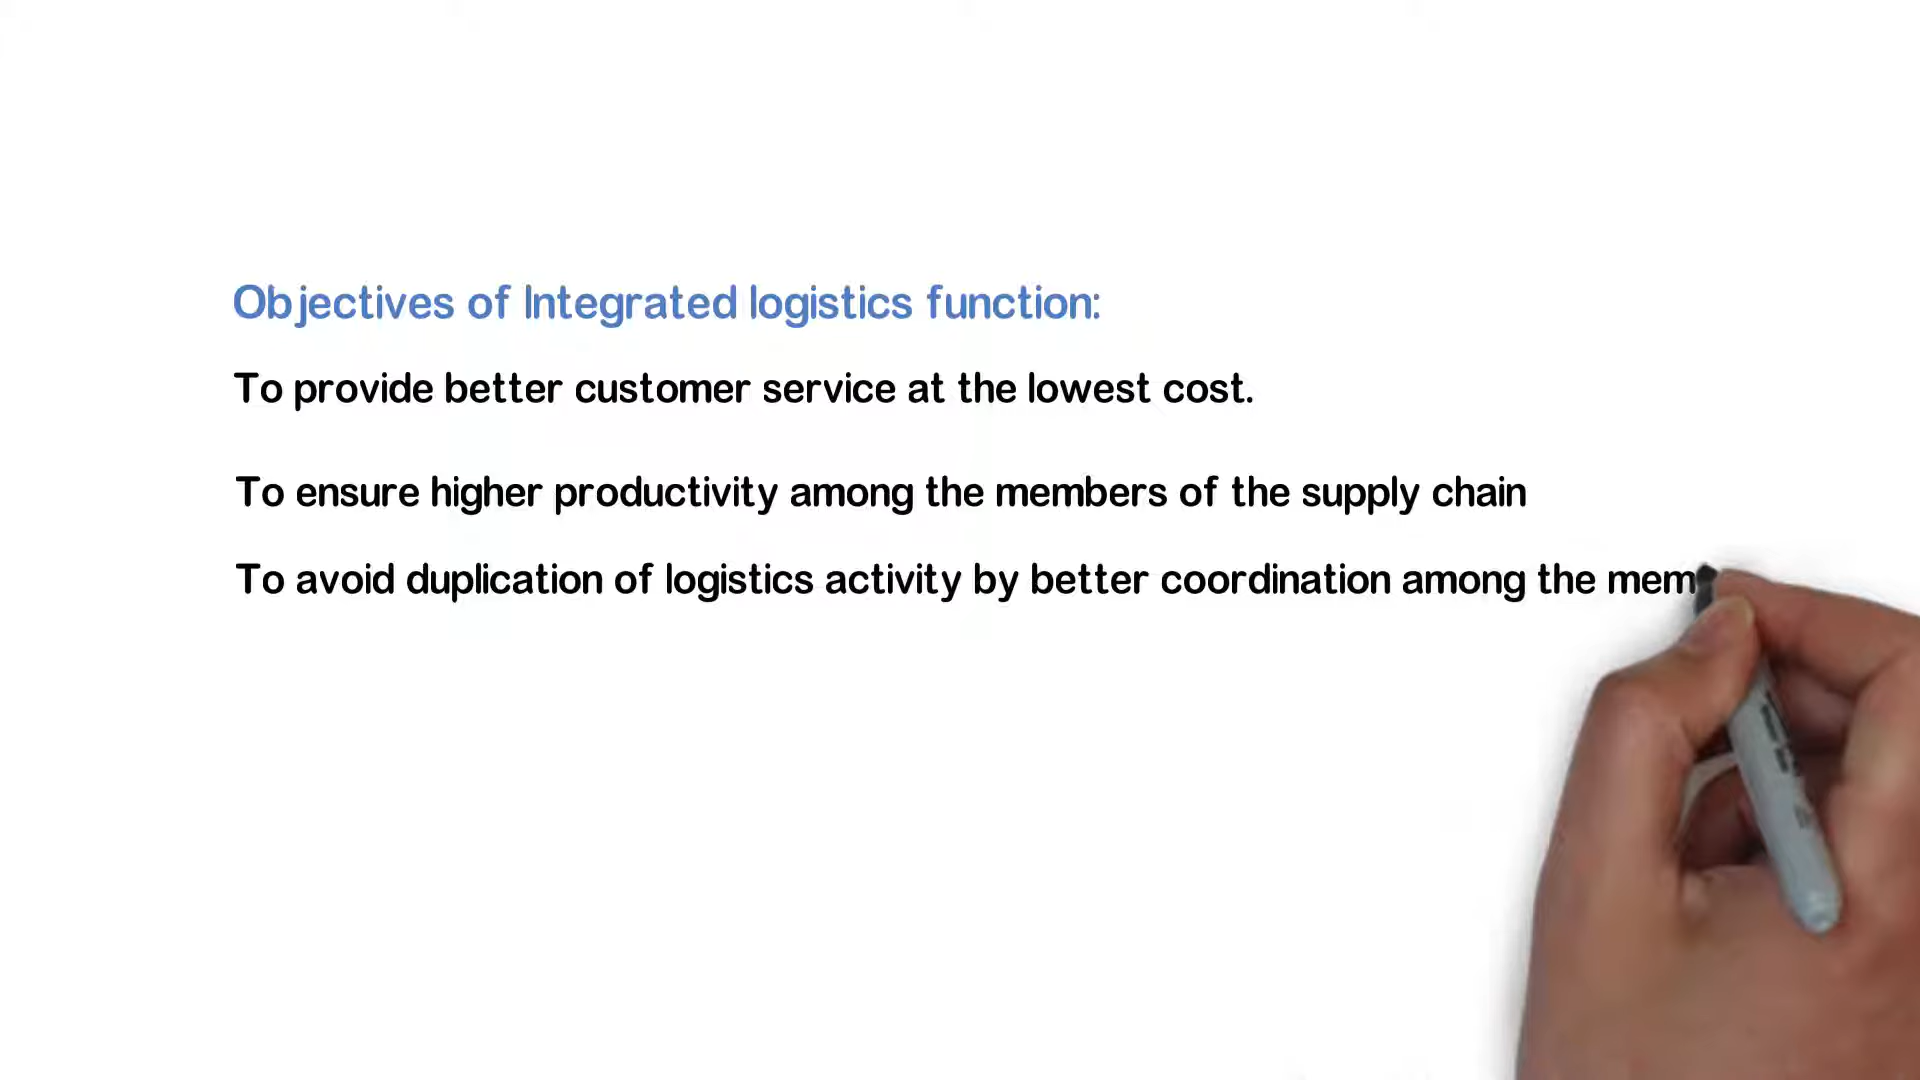 Objectives of Integrated logistics function:
To provide better customer service at the lowest cost.
To ensure higher productivity among the members of the supply chain
To avoid duplication of logistics activity by better coordination among the mem